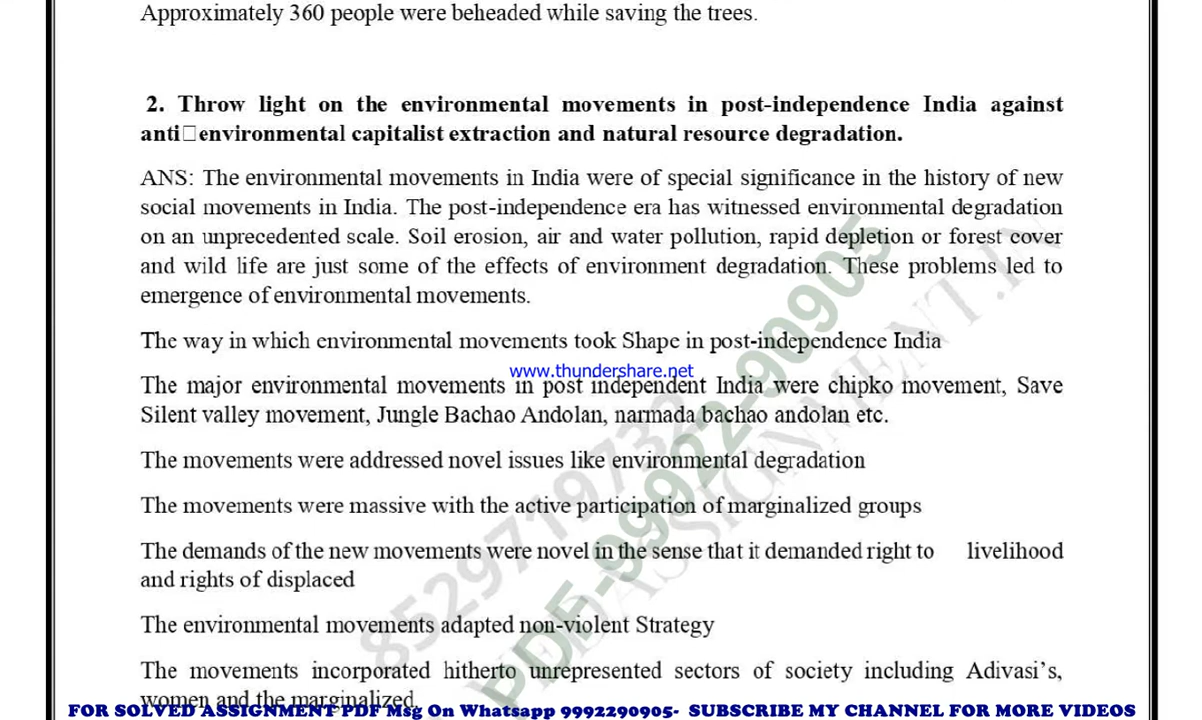 Approximately 360 people were beheaded while saving the trees.
2. Throw light on the environmental movements in post-independence India against
anti□environmental capitalist extraction and natural resource degradation.
ANS: The environmental movements in India were of special significance in the history of new
social movements in India. The post-independence era has witnessed environmental degradation
on an unprecedented scale. Soil erosion, air and water pollution, rapid depletion or forest cover
and wild life are just some of the effects of environment degradation. These problems led to
emergence of environmental movements.
The way in which environmental movements took Shape in post-independence India
www.thundershare.net
The major environmental movements in post independent India were chipko movement, Save
Silent valley movement, Jungle Bachao Andolan, narmada bachao andolan etc.
The movements were addressed novel issues like environmental degradation
The movements were massive with the active participation of marginalized groups
The demands of the new movements were novel in the sense that it demanded right to livelihood
and rights of displaced
The environmental movements adapted non-violent Strategy
The movements incorporated hitherto unrepresented sectors of society including Adivasi's,
women and the marginalized.
8529719732
PDF-99922-90905
ASSIGNMENT.IN
FOR SOLVED ASSIGNMENT PDF Msg On Whatsapp 9992290905- SUBSCRIBE MY CHANNEL FOR MORE VIDEOS